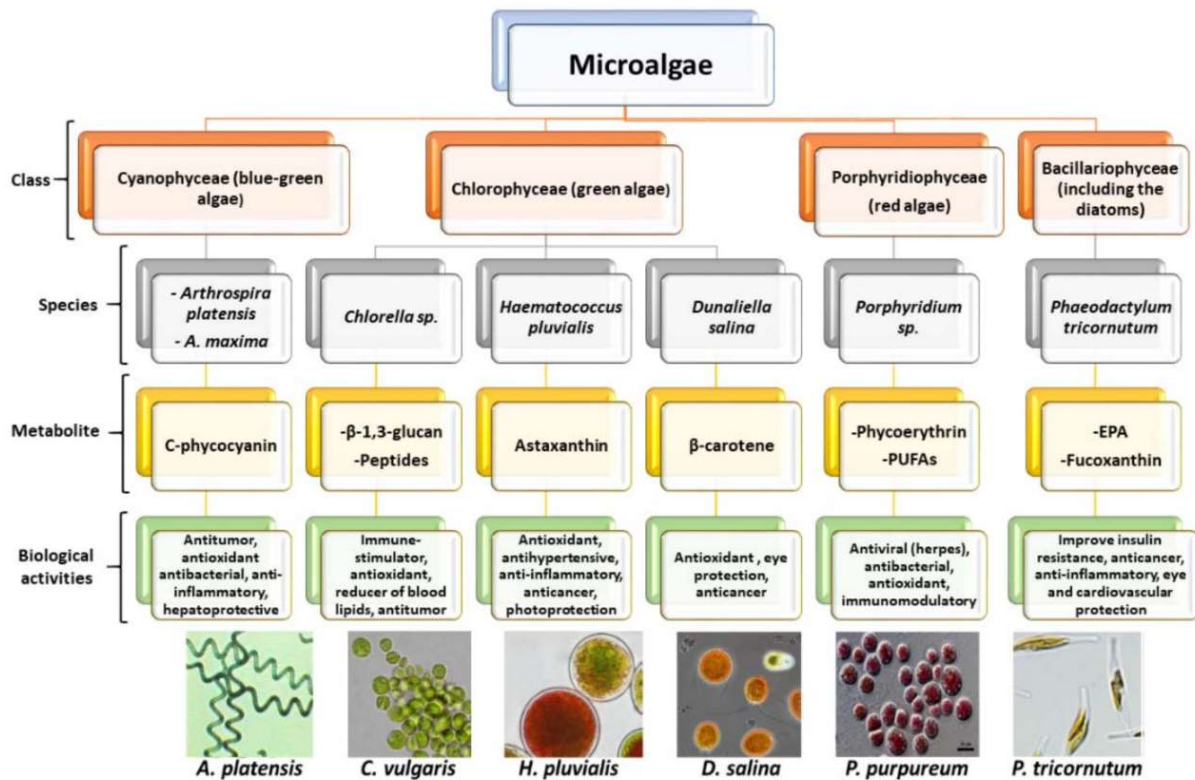 Microalgae
Class
Cyanophyceae (blue-green
algae)
Chlorophyceae (green algae)
Porphyridiophyceae
(red algae)
Bacillariophyceae
(including the
diatoms)
Species
- Arthrospira
platensis
- A. maxima
Chlorella sp.
Haematococcus
pluvialis
Dunaliella
salina
Porphyridium
sp.
Phaeodactylum
tricornutum
Metabolite
C-phycocyanin
-β-1,3-glucan
-Peptides
Astaxanthin
β-carotene
-Phycoerythrin
-PUFAs
-EPA
-Fucoxanthin
Biological
activities
Antitumor,
antioxidant
antibacterial, anti-
inflammatory,
hepatoprotective
Immune-
stimulator,
antioxidant,
reducer of blood
lipids, antitumor
Antioxidant,
antihypertensive,
anti-inflammatory,
anticancer,
photoprotection
Antioxidant , eye
protection,
anticancer
Antiviral (herpes),
antibacterial,
antioxidant,
immunomodulatory
Improve insulin
resistance, anticancer,
anti-inflammatory, eye
and cardiovascular
protection
A. platensis
C. vulgaris
H. pluvialis
D. salina
P. purpureum
P. tricornutum